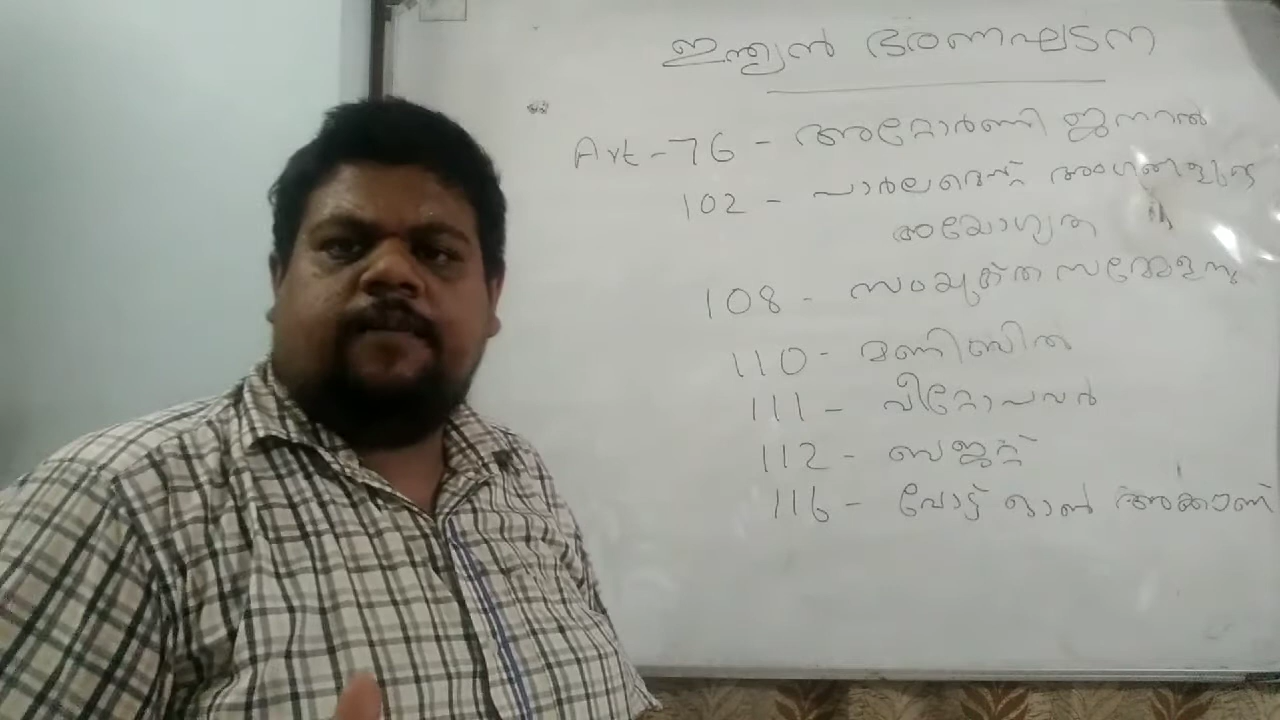 ഇന്ത്യൻ ഭരണഘടന
Art - 76 - അറ്റോർണി ജനറൽ
102 - പാർലമെന്റ് അംഗങ്ങളുടെ
അയോഗ്യത
108 - സംയുക്ത സമ്മേളനം
110 - മണിബിൽ
111 - വീറ്റോപവർ
112 - ബജറ്റ്
116 - വോട്ട് ഓൺ അക്കൗണ്ട്